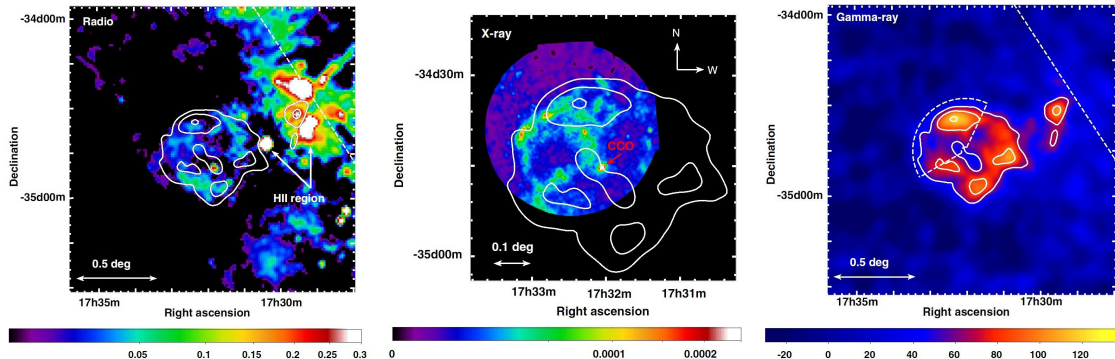 Radio
-34d00m
-34d30m
-35d00m
Declination
HII region
0.5 deg
17h35m
17h30m
Right ascension
0.05
0.1
0.15
0.2
0.25
0.3
X-ray
N
W
-34d30m
CCO
Declination
0.1 deg
-35d00m
17h33m
17h32m
17h31m
Right ascension
0
0.0001
0.0002
Gamma-ray
-34d00m
-34d30m
-35d00m
Declination
0.5 deg
17h35m
17h30m
Right ascension
-20
0
20
40
60
80
100
120